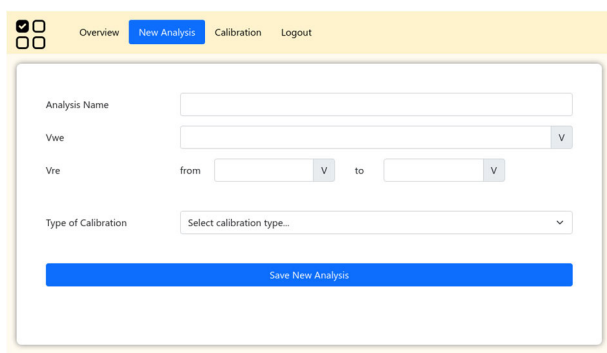 Overview New Analysis Calibration Logout
Analysis Name
Vwe V
Vre from V to V
Type of Calibration Select calibration type...
Save New Analysis